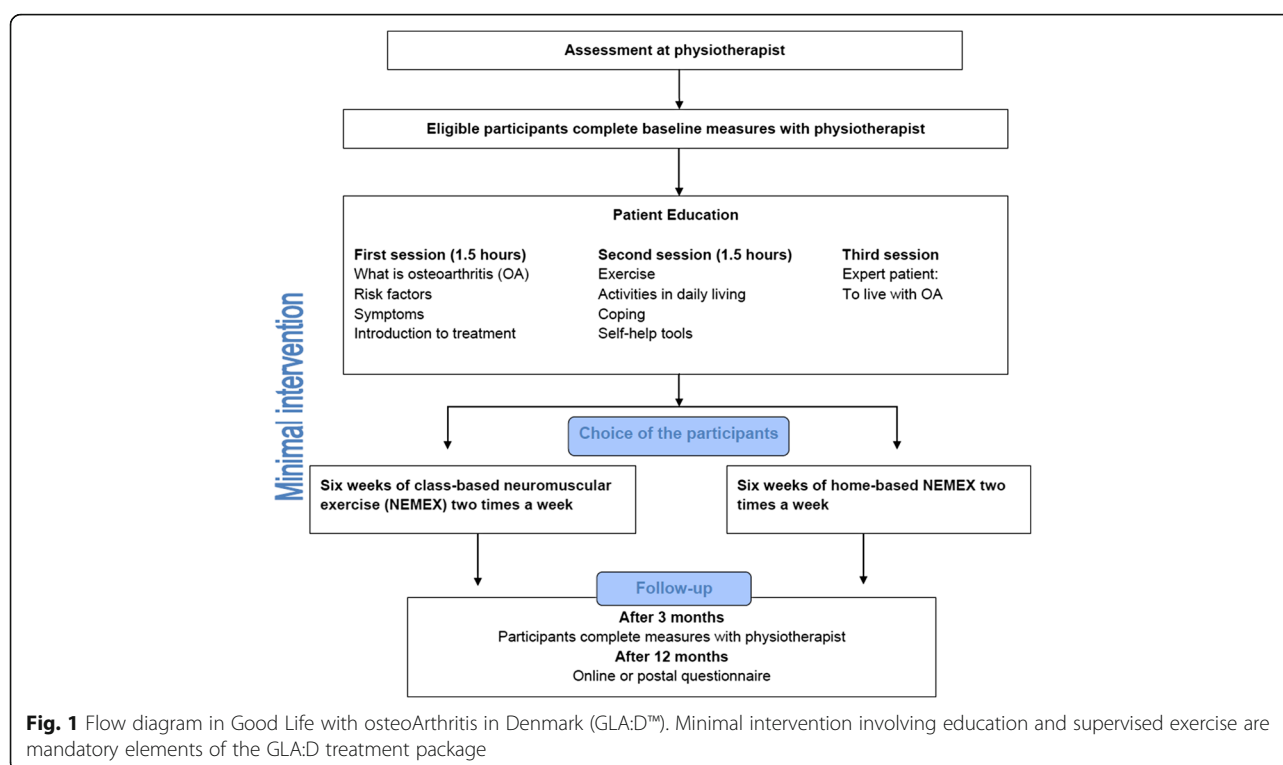 Assessment at physiotherapist
Eligible participants complete baseline measures with physiotherapist
Patient Education
First session (1.5 hours)
What is osteoarthritis (OA)
Risk factors
Symptoms
Introduction to treatment
Second session (1.5 hours)
Exercise
Activities in daily living
Coping
Self-help tools
Third session
Expert patient:
To live with OA
Minimal intervention
Choice of the participants
Six weeks of class-based neuromuscular
exercise (NEMEX) two times a week
Six weeks of home-based NEMEX two
times a week
Follow-up
After 3 months
Participants complete measures with physiotherapist
After 12 months
Online or postal questionnaire
Fig. 1 Flow diagram in Good Life with osteoArthritis in Denmark (GLA:D™). Minimal intervention involving education and supervised exercise are
mandatory elements of the GLA:D treatment package